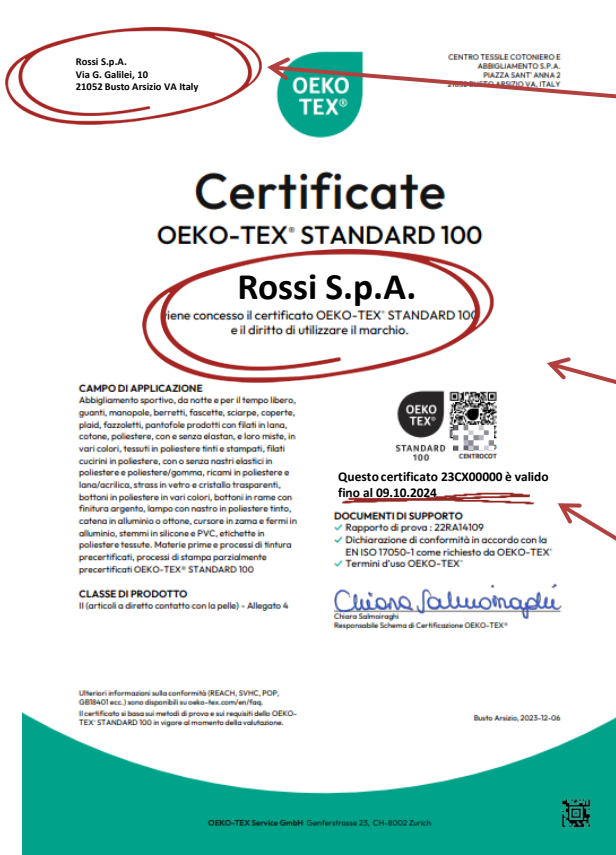 Rossi S.p.A.
Via G. Galilei, 10
21052 Busto Arsizio VA Italy
OEKO
TEX®
CENTRO TESSILE COTONIERO E
ABBIGLIAMENTO S.P.A.
PIAZZA SANT' ANNA 2
21052 BUSTO ARSIZIO VA, ITALY
Certificate
OEKO-TEX® STANDARD 100
Rossi S.p.A.
viene concesso il certificato OEKO-TEX® STANDARD 100
e il diritto di utilizzare il marchio.
CAMPO DI APPLICAZIONE
Abbigliamento sportivo, da notte e per il tempo libero,
guanti, manopole, berretti, fascette, sciarpe, coperte,
plaid, fazzoletti, pantofole prodotti con filati in lana,
cotone, poliestere, con e senza elastan, e loro miste, in
vari colori, tessuti in poliestere tinti e stampati, filati
cucirini in poliestere, con o senza nastri elastici in
poliestere e poliestere/gomma, ricami in poliestere e
lana/acrilica, strass in vetro e cristallo trasparenti,
bottoni in poliestere in vari colori, bottoni in rame con
finitura argento, lampo con nastro in poliestere tinto,
catena in alluminio o ottone, cursore in zama e fermi in
alluminio, stemmi in silicone e PVC, etichette in
poliestere tessute. Materie prime e processi di tintura
precertificati, processi di stampa parzialmente
precertificati OEKO-TEX® STANDARD 100
CLASSE DI PRODOTTO
II (articoli a diretto contatto con la pelle) - Allegato 4
OEKO
TEX®
STANDARD
100
CENTROCOT
Questo certificato 23CX00000 è valido
fino al 09.10.2024
DOCUMENTI DI SUPPORTO
✓ Rapporto di prova : 22RA14109
✓ Dichiarazione di conformità in accordo con la
EN ISO 17050-1 come richiesto da OEKO-TEX®
✓ Termini d'uso OEKO-TEX®
Chiara Salmoiraghi
Chiara Salmoiraghi
Responsabile Schema di Certificazione OEKO-TEX®
Ulteriori informazioni sulla conformità (REACH, SVHC, POP,
GB18401 ecc.) sono disponibili su oeko-tex.com/en/faq.
Il certificato si basa sui metodi di prova e sui requisiti dello OEKO-
TEX® STANDARD 100 in vigore al momento della valutazione.
Busto Arsizio, 2023-12-06
OEKO-TEX Service GmbH Genferstrasse 23, CH-8002 Zurich